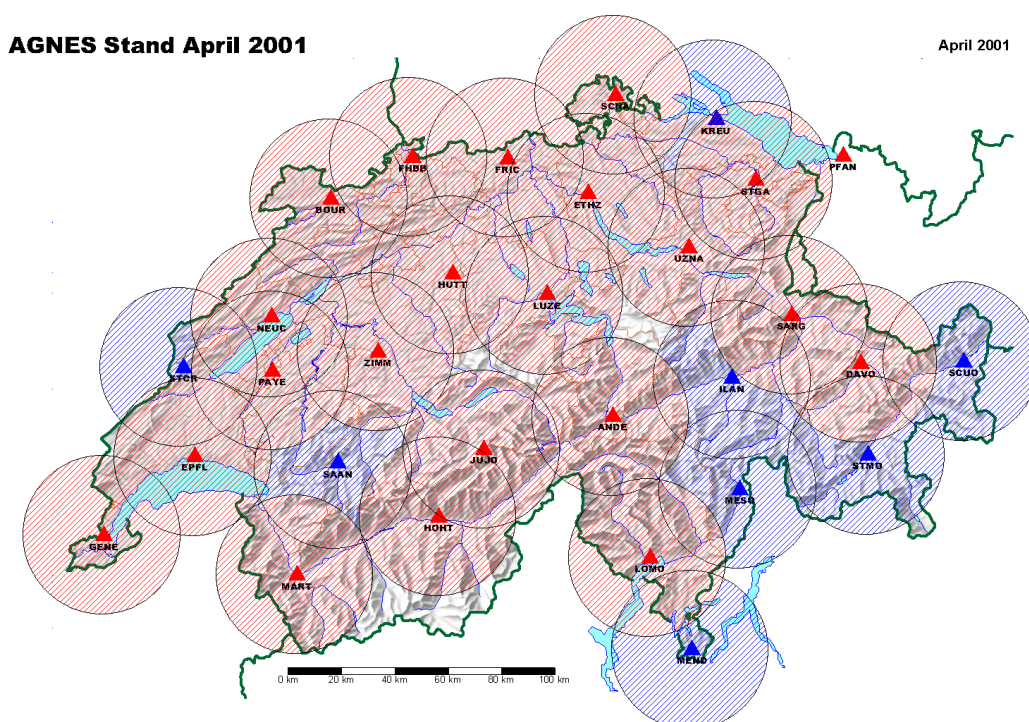 AGNES Stand April 2001
April 2001
SCHA
KREU
FHBB
FRIC
PFAN
STGA
BOUR
ETHZ
UZNA
HUTT
LUZE
NEUC
SARG
ZIMM
STCR
PAYE
DAVO
SCUO
ILAN
ANDE
EPFL
SAAN
JUJO
STMO
MESO
HOHT
GENE
LOMO
MART
MEND
0 km 20 km 40 km 60 km 80 km 100 km